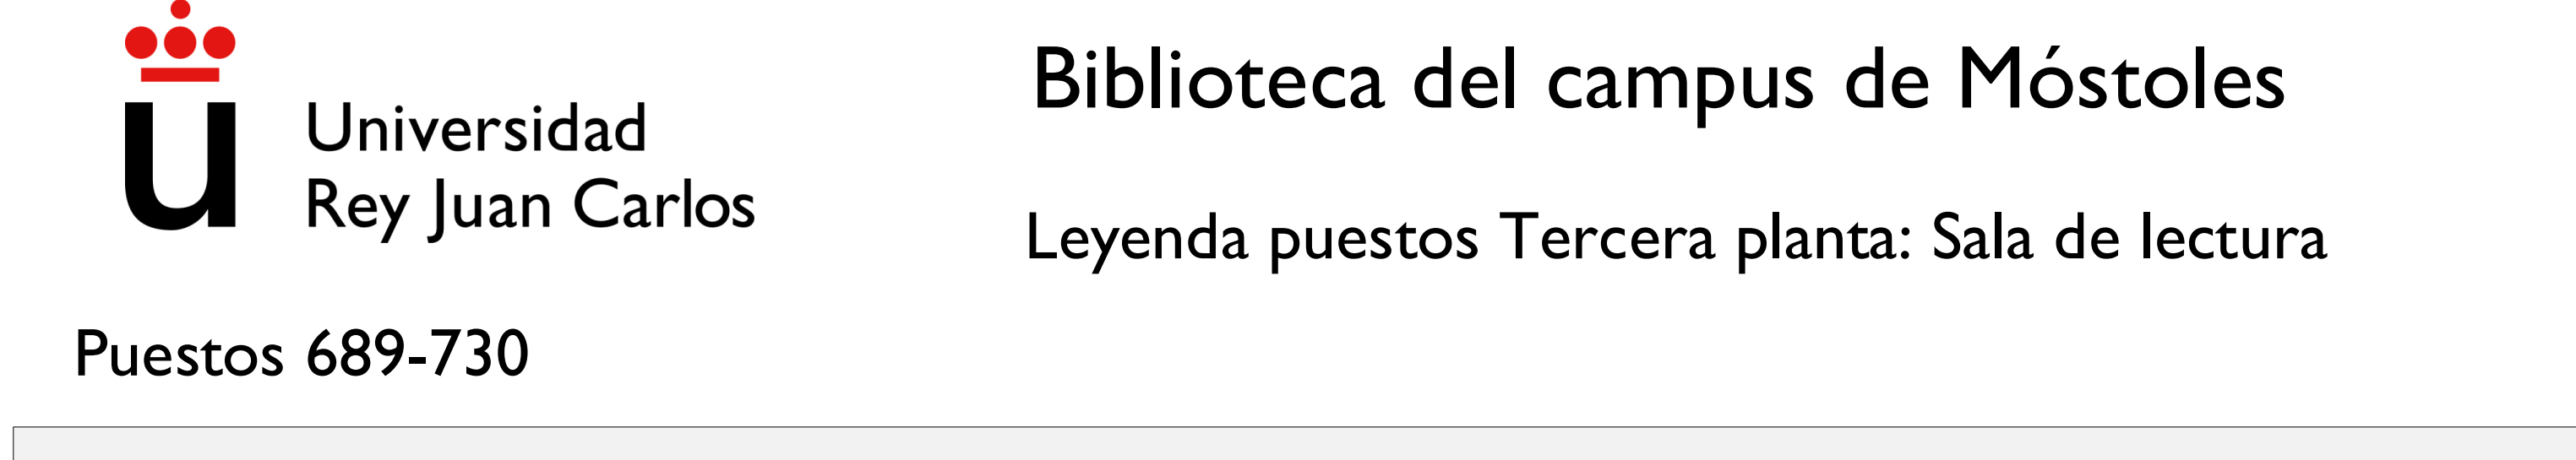 Biblioteca del campus de Móstoles
Universidad
Rey Juan Carlos
Leyenda puestos Tercera planta: Sala de lectura
Puestos 689-730